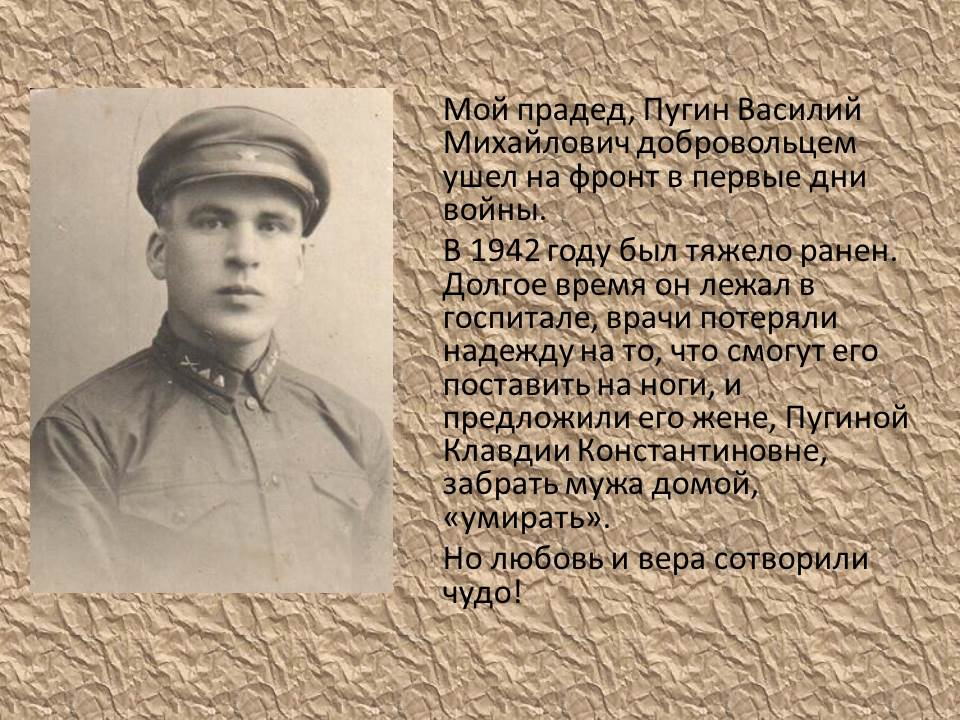 Мой прадед, Пугин Василий
Михайлович добровольцем
ушел на фронт в первые дни
войны.
В 1942 году был тяжело ранен.
Долгое время он лежал в
госпитале, врачи потеряли
надежду на то, что смогут его
поставить на ноги, и
предложили его жене, Пугиной
Клавдии Константиновне,
забрать мужа домой,
«умирать».
Но любовь и вера сотворили
чудо!